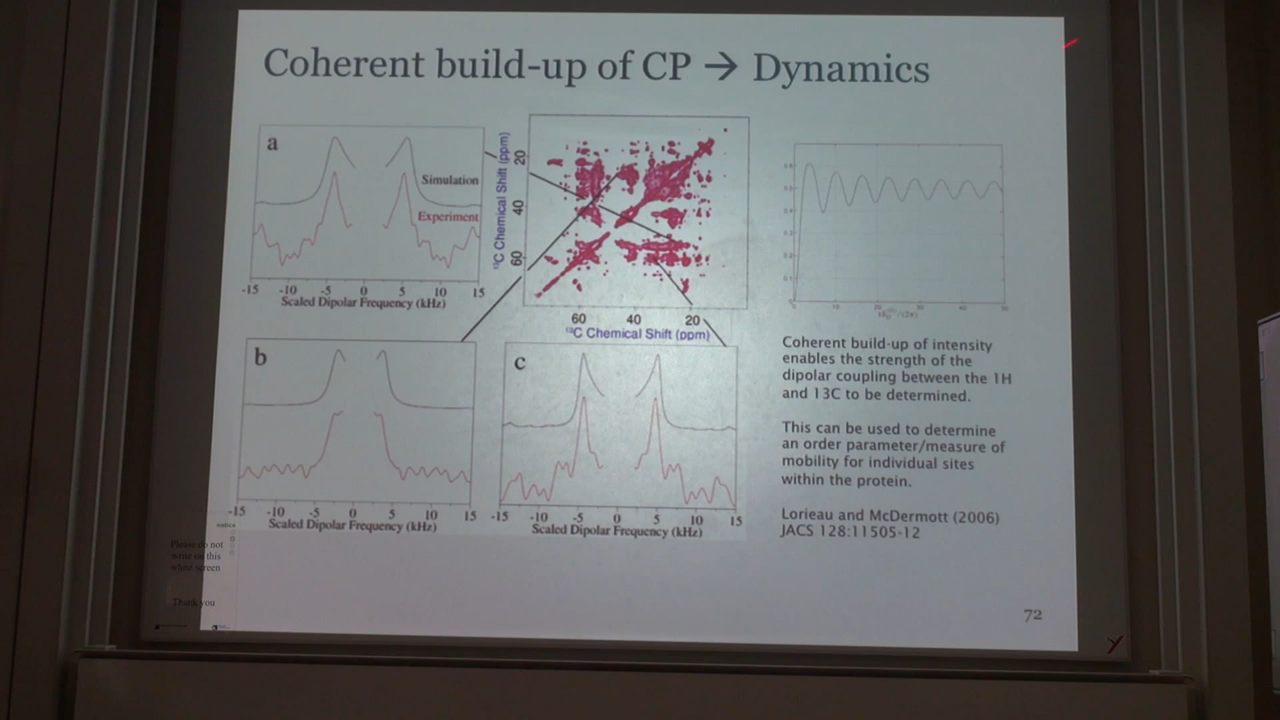 Coherent build-up of CP → Dynamics
a
Simulation
Experiment
-15 -10 -5 0 5 10 15
Scaled Dipolar Frequency (kHz)
¹³C Chemical Shift (ppm)
20
40
60
60 40 20
¹³C Chemical Shift (ppm)
b
-15 -10 -5 0 5 10 15
Scaled Dipolar Frequency (kHz)
c
-15 -10 -5 0 5 10 15
Scaled Dipolar Frequency (kHz)
Coherent build-up of intensity
enables the strength of the
dipolar coupling between the 1H
and 13C to be determined.
This can be used to determine
an order parameter/measure of
mobility for individual sites
within the protein.
Lorieau and McDermott (2006)
JACS 128:11505-12
72
notice
Please do not
write on this
white screen
Thank you